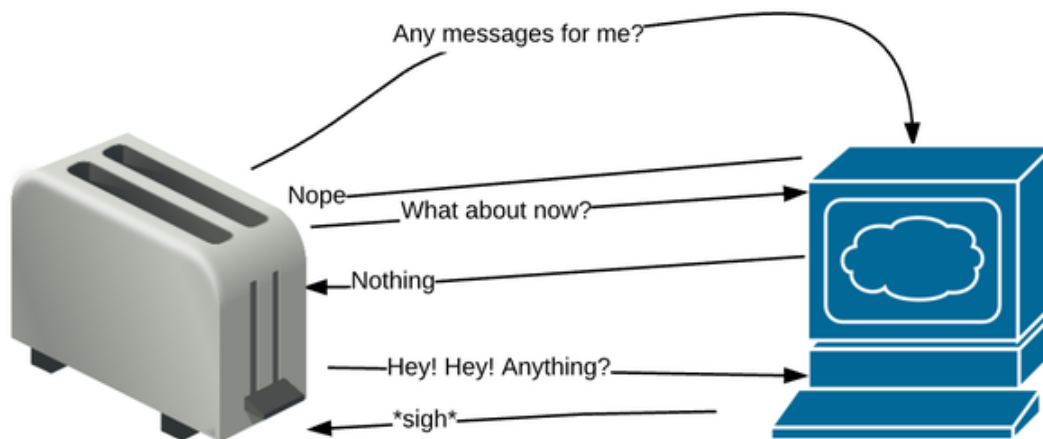 Any messages for me?
Nope
What about now?
Nothing
Hey! Hey! Anything?
*sigh*